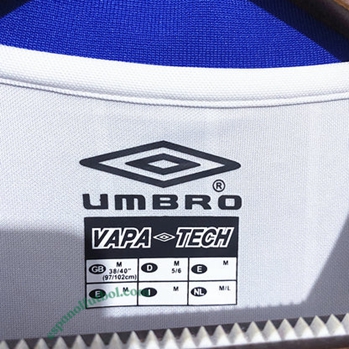 UMBRO®
VAPA TECH
GB M 38/40" (97/102cm) D M 5/6 E M
E M I M NL M/L